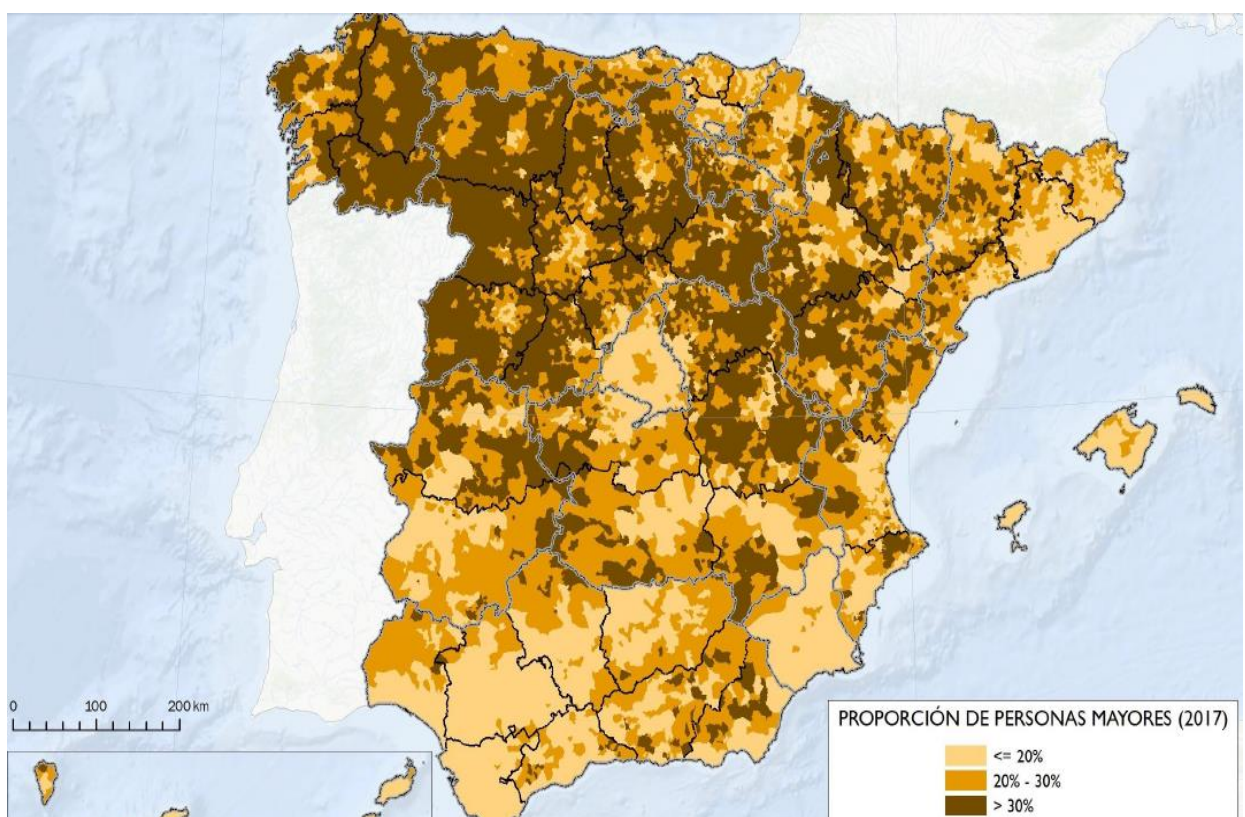 0 100 200 km
PROPORCIÓN DE PERSONAS MAYORES (2017)
<= 20%
20% - 30%
> 30%